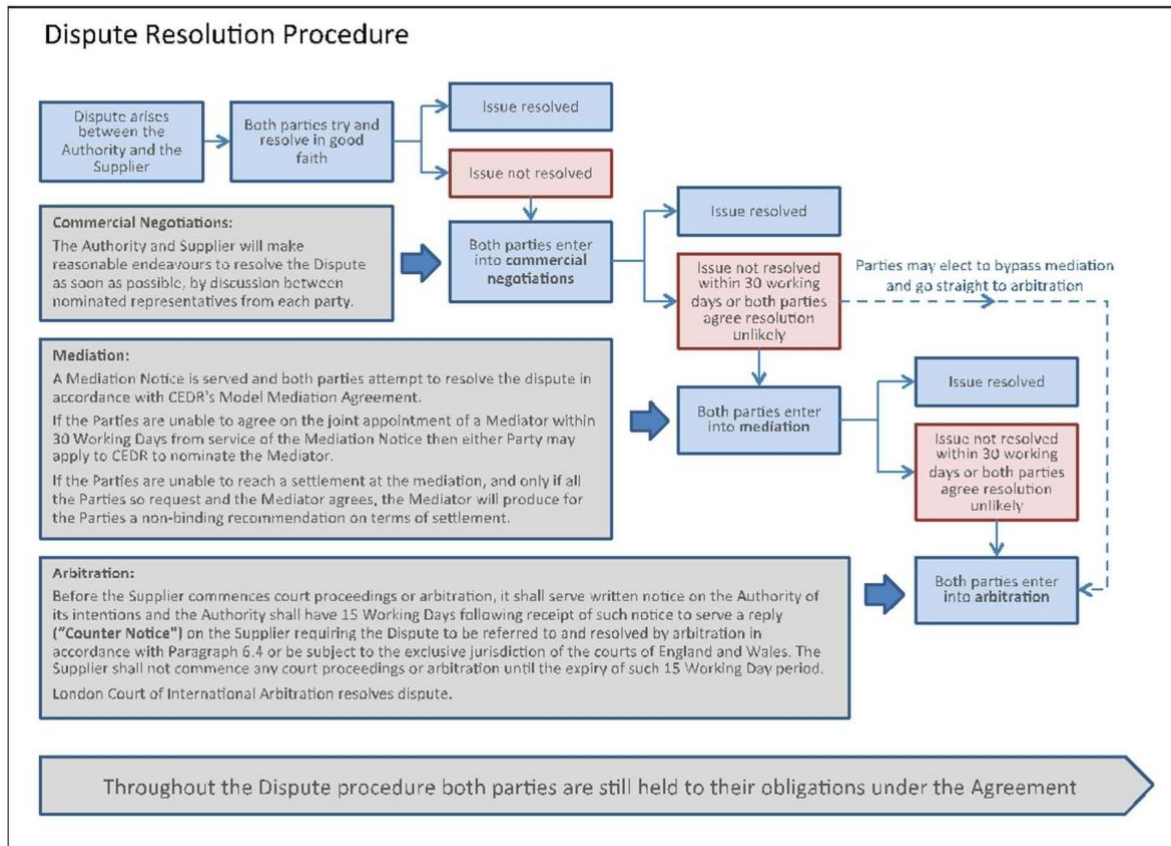 Dispute Resolution Procedure
Dispute arises
between the
Authority and the
Supplier
Both parties try and
resolve in good
faith
Issue resolved
Issue not resolved
Commercial Negotiations:
The Authority and Supplier will make
reasonable endeavours to resolve the Dispute
as soon as possible, by discussion between
nominated representatives from each party.
Both parties enter
into commercial
negotiations
Issue resolved
Issue not resolved
within 30 working
days or both parties
agree resolution
unlikely
Parties may elect to bypass mediation
and go straight to arbitration
Mediation:
A Mediation Notice is served and both parties attempt to resolve the dispute in
accordance with CEDR's Model Mediation Agreement.
If the Parties are unable to agree on the joint appointment of a Mediator within
30 Working Days from service of the Mediation Notice then either Party may
apply to CEDR to nominate the Mediator.
If the Parties are unable to reach a settlement at the mediation, and only if all
the Parties so request and the Mediator agrees, the Mediator will produce for
the Parties a non-binding recommendation on terms of settlement.
Both parties enter
into mediation
Issue resolved
Issue not resolved
within 30 working
days or both parties
agree resolution
unlikely
Arbitration:
Before the Supplier commences court proceedings or arbitration, it shall serve written notice on the Authority of
its intentions and the Authority shall have 15 Working Days following receipt of such notice to serve a reply
("Counter Notice") on the Supplier requiring the Dispute to be referred to and resolved by arbitration in
accordance with Paragraph 6.4 or be subject to the exclusive jurisdiction of the courts of England and Wales. The
Supplier shall not commence any court proceedings or arbitration until the expiry of such 15 Working Day period.
London Court of International Arbitration resolves dispute.
Both parties enter
into arbitration
Throughout the Dispute procedure both parties are still held to their obligations under the Agreement